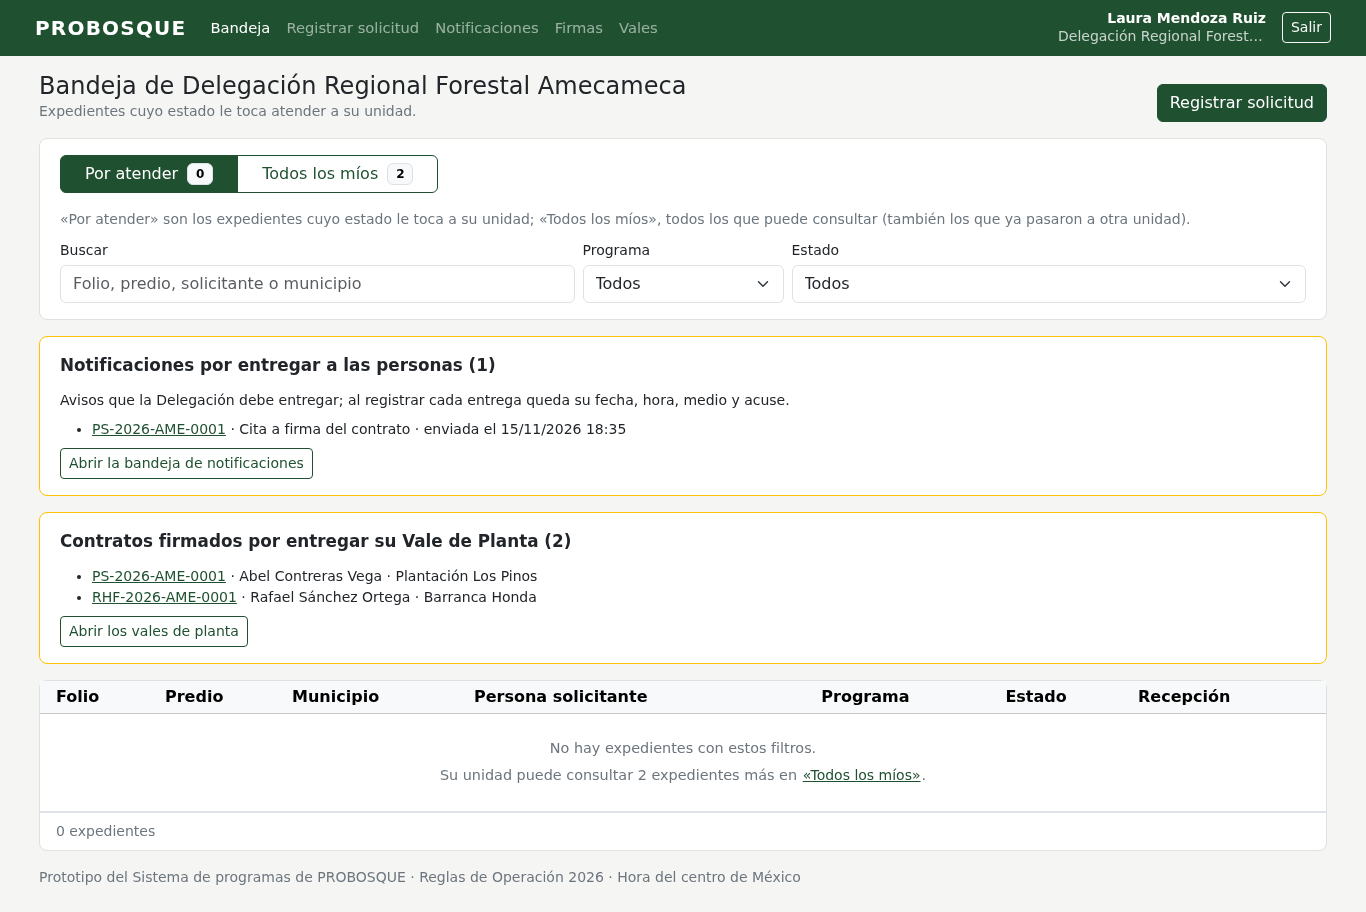 PROBOSQUE Bandeja Registrar solicitud Notificaciones Firmas Vales
Laura Mendoza Ruiz
Delegación Regional Forest…
Salir
Bandeja de Delegación Regional Forestal Amecameca
Expedientes cuyo estado le toca atender a su unidad.
Registrar solicitud
Por atender 0 Todos los míos 2
«Por atender» son los expedientes cuyo estado le toca a su unidad; «Todos los míos», todos los que puede consultar (también los que ya pasaron a otra unidad).
Buscar Programa Estado
Folio, predio, solicitante o municipio Todos Todos
Notificaciones por entregar a las personas (1)
Avisos que la Delegación debe entregar; al registrar cada entrega queda su fecha, hora, medio y acuse.
• PS-2026-AME-0001 · Cita a firma del contrato · enviada el 15/11/2026 18:35
Abrir la bandeja de notificaciones
Contratos firmados por entregar su Vale de Planta (2)
• PS-2026-AME-0001 · Abel Contreras Vega · Plantación Los Pinos
• RHF-2026-AME-0001 · Rafael Sánchez Ortega · Barranca Honda
Abrir los vales de planta
Folio Predio Municipio Persona solicitante Programa Estado Recepción
No hay expedientes con estos filtros.
Su unidad puede consultar 2 expedientes más en «Todos los míos».
0 expedientes
Prototipo del Sistema de programas de PROBOSQUE · Reglas de Operación 2026 · Hora del centro de México